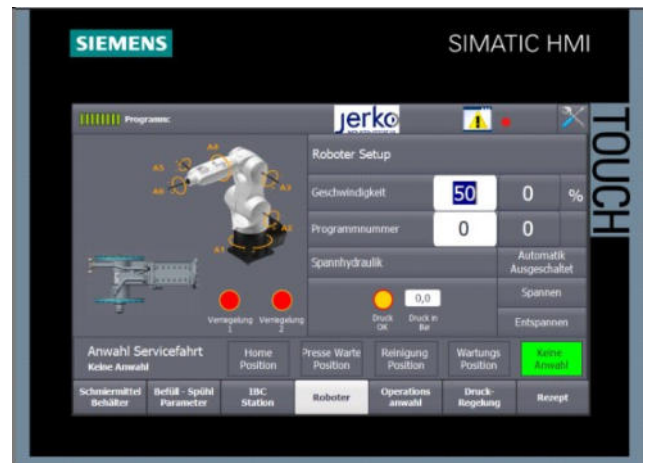 SIEMENS
SIMATIC HMI
TOUCH
Programm:
jerko
Roboter Setup
A4
A5
A6
A3
A2
A1
Geschwindigkeit 50 0 %
Programmnummer 0 0
Spannhydraulik
Automatik
Ausgeschaltet
Spannen
0,0
Verriegelung
1
Verriegelung
2
Druck
OK
Druck in
Bar
Entspannen
Anwahl Servicefahrt
Keine Anwahl
Home
Position
Presse Warte
Position
Reinigung
Position
Wartungs
Position
Keine
Anwahl
Schmiermittel
Behälter
Befüll - Spühl
Parameter
IBC
Station
Roboter
Operations
anwahl
Druck-
Regelung
Rezept